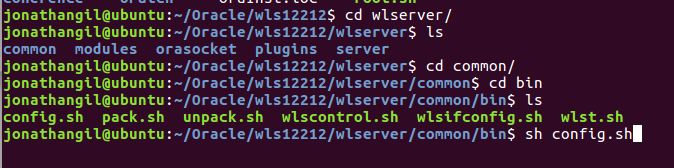 jonathangil@ubuntu:~/Oracle/wls12212$ cd wlserver/
jonathangil@ubuntu:~/Oracle/wls12212/wlserver$ ls
common modules orasocket plugins server
jonathangil@ubuntu:~/Oracle/wls12212/wlserver$ cd common/
jonathangil@ubuntu:~/Oracle/wls12212/wlserver/common$ cd bin
jonathangil@ubuntu:~/Oracle/wls12212/wlserver/common/bin$ ls
config.sh pack.sh unpack.sh wlscontrol.sh wlsifconfig.sh wlst.sh
jonathangil@ubuntu:~/Oracle/wls12212/wlserver/common/bin$ sh config.sh